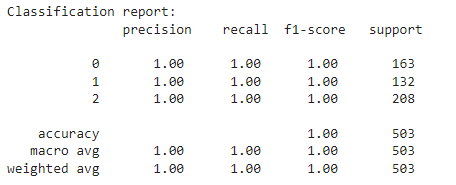 Classification report:
precision recall f1-score support
0 1.00 1.00 1.00 163
1 1.00 1.00 1.00 132
2 1.00 1.00 1.00 208
accuracy 1.00 503
macro avg 1.00 1.00 1.00 503
weighted avg 1.00 1.00 1.00 503